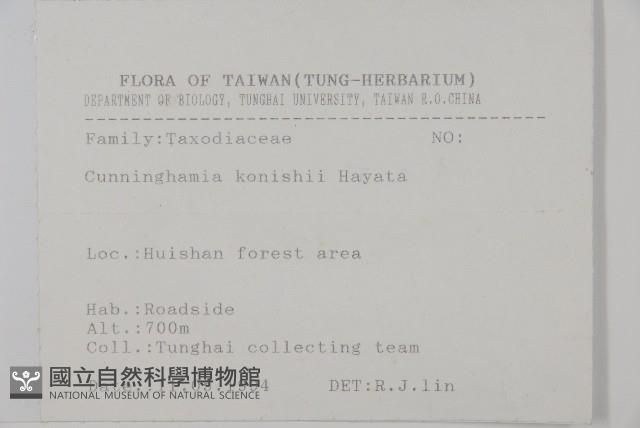 FLORA OF TAIWAN(TUNG-HERBARIUM)
DEPARTMENT OF BIOLOGY, TUNGHAI UNIVERSITY, TAIWAN R.O.CHINA
Family:Taxodiaceae NO:
Cunninghamia konishii Hayata
Loc.:Huishan forest area
Hab.:Roadside
Alt.:700m
Coll.:Tunghai collecting team
DET:R.J.lin
國立自然科學博物館
NATIONAL MUSEUM OF NATURAL SCIENCE